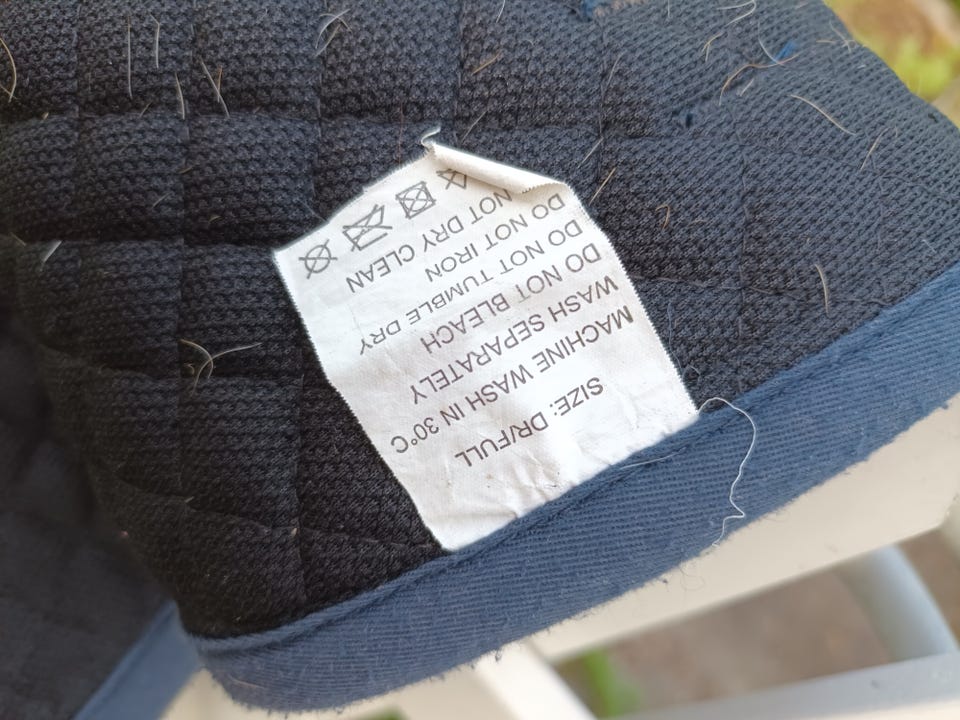 SIZE: DR/FULL
MACHINE WASH IN 30°C
WASH SEPARATELY
DO NOT BLEACH
DO NOT TUMBLE DRY
DO NOT IRON
NOT DRY CLEAN